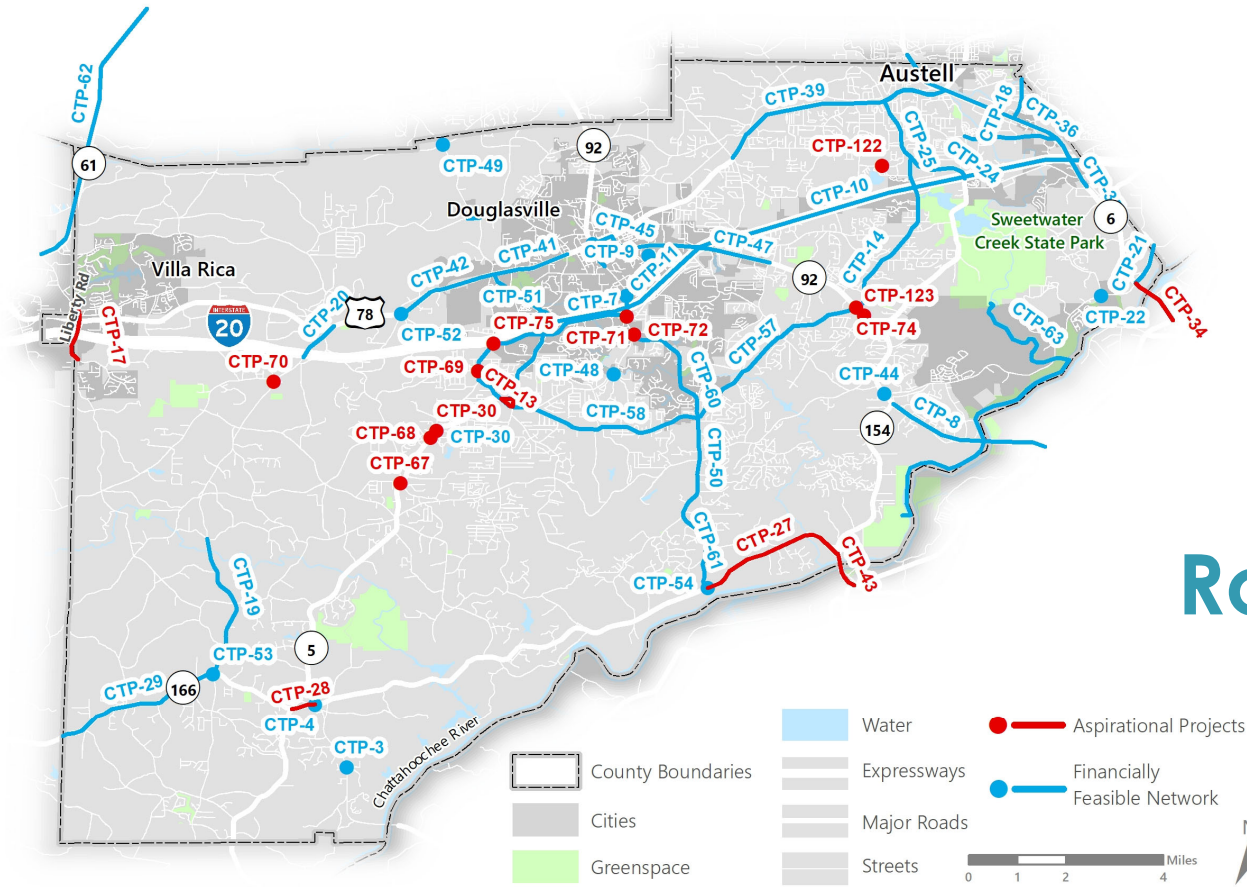 Austell
CTP-62
CTP-39
CTP-18
CTP-36
61
CTP-49
92
CTP-122
CTP-25
CTP-24
CTP-3
CTP-10
Douglasville
CTP-45
6
Sweetwater
Creek State Park
CTP-41
CTP-9
CTP-47
CTP-11
CTP-21
Villa Rica
CTP-42
92
CTP-14
Liberty Rd
CTP-20
78
CTP-51
CTP-7
CTP-123
INTERSTATE
20
CTP-52
CTP-75
CTP-71
CTP-72
CTP-57
CTP-74
CTP-22
CTP-34
CTP-17
CTP-63
CTP-70
CTP-69
CTP-13
CTP-48
CTP-60
CTP-44
CTP-30
CTP-58
CTP-8
CTP-68
CTP-30
154
CTP-67
CTP-50
CTP-27
CTP-61
CTP-54
CTP-43
CTP-19
Ro
5
CTP-53
CTP-29
166
CTP-28
CTP-4
CTP-3
Chattahoochee River
County Boundaries
Cities
Greenspace
Water
Expressways
Major Roads
Streets
Aspirational Projects
Financially
Feasible Network
Miles
0 1 2 4
N